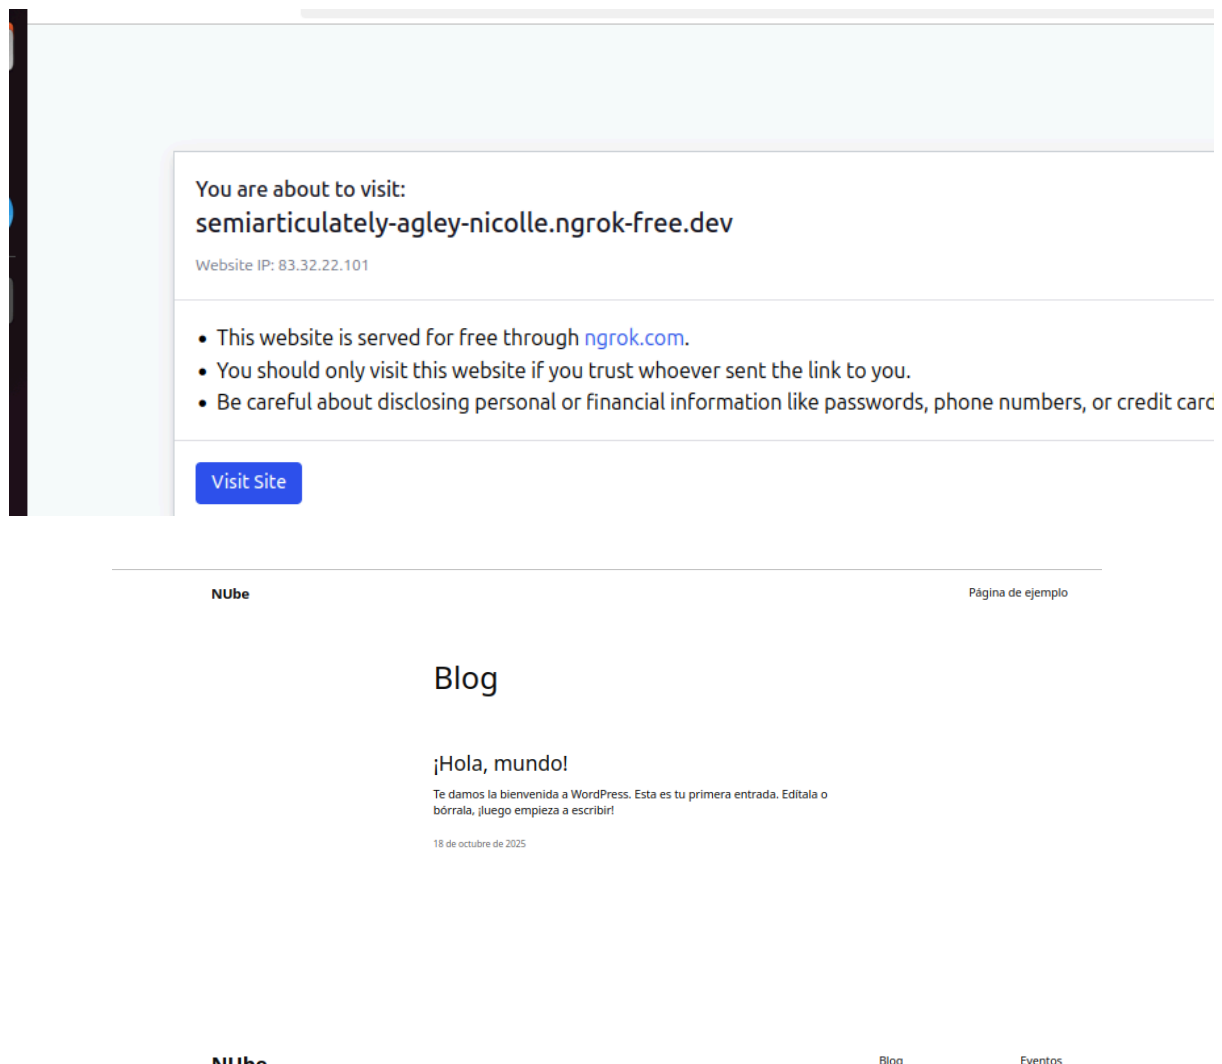 You are about to visit:
semiarticulately-agley-nicolle.ngrok-free.dev
Website IP: 83.32.22.101
• This website is served for free through ngrok.com.
• You should only visit this website if you trust whoever sent the link to you.
• Be careful about disclosing personal or financial information like passwords, phone numbers, or credit card
Visit Site
NUbe
Página de ejemplo
Blog
¡Hola, mundo!
Te damos la bienvenida a WordPress. Esta es tu primera entrada. Edítala o
bórrala, ¡luego empieza a escribir!
18 de octubre de 2025
NUbe
Blog
Eventos